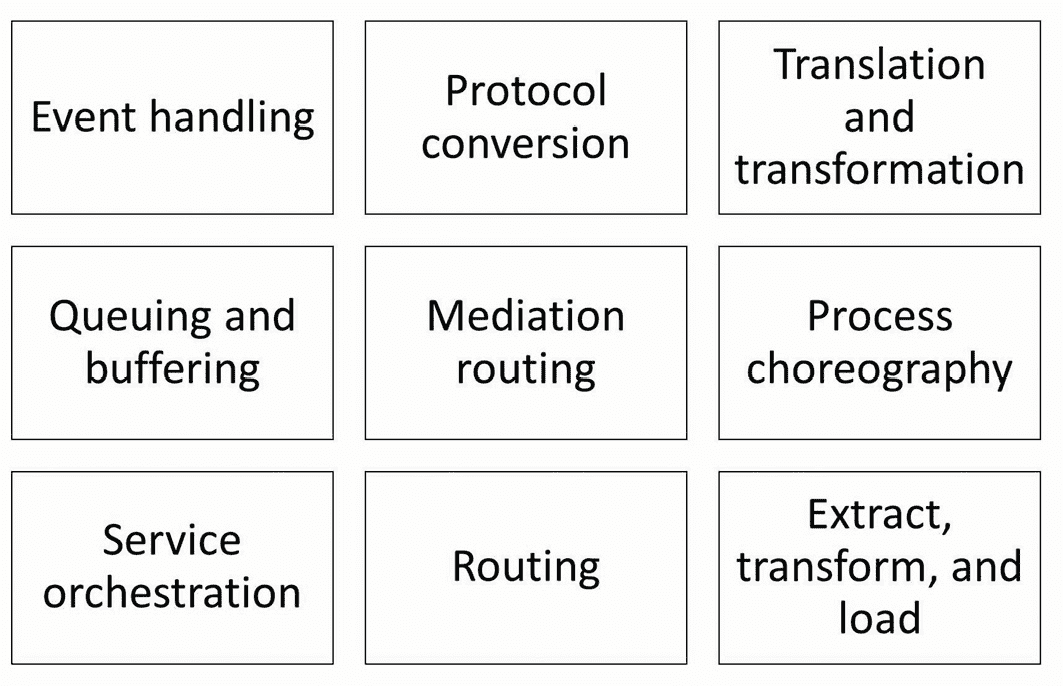 Event handling
Protocol
conversion
Translation
and
transformation
Queuing and
buffering
Mediation
routing
Process
choreography
Service
orchestration
Routing
Extract,
transform, and
load